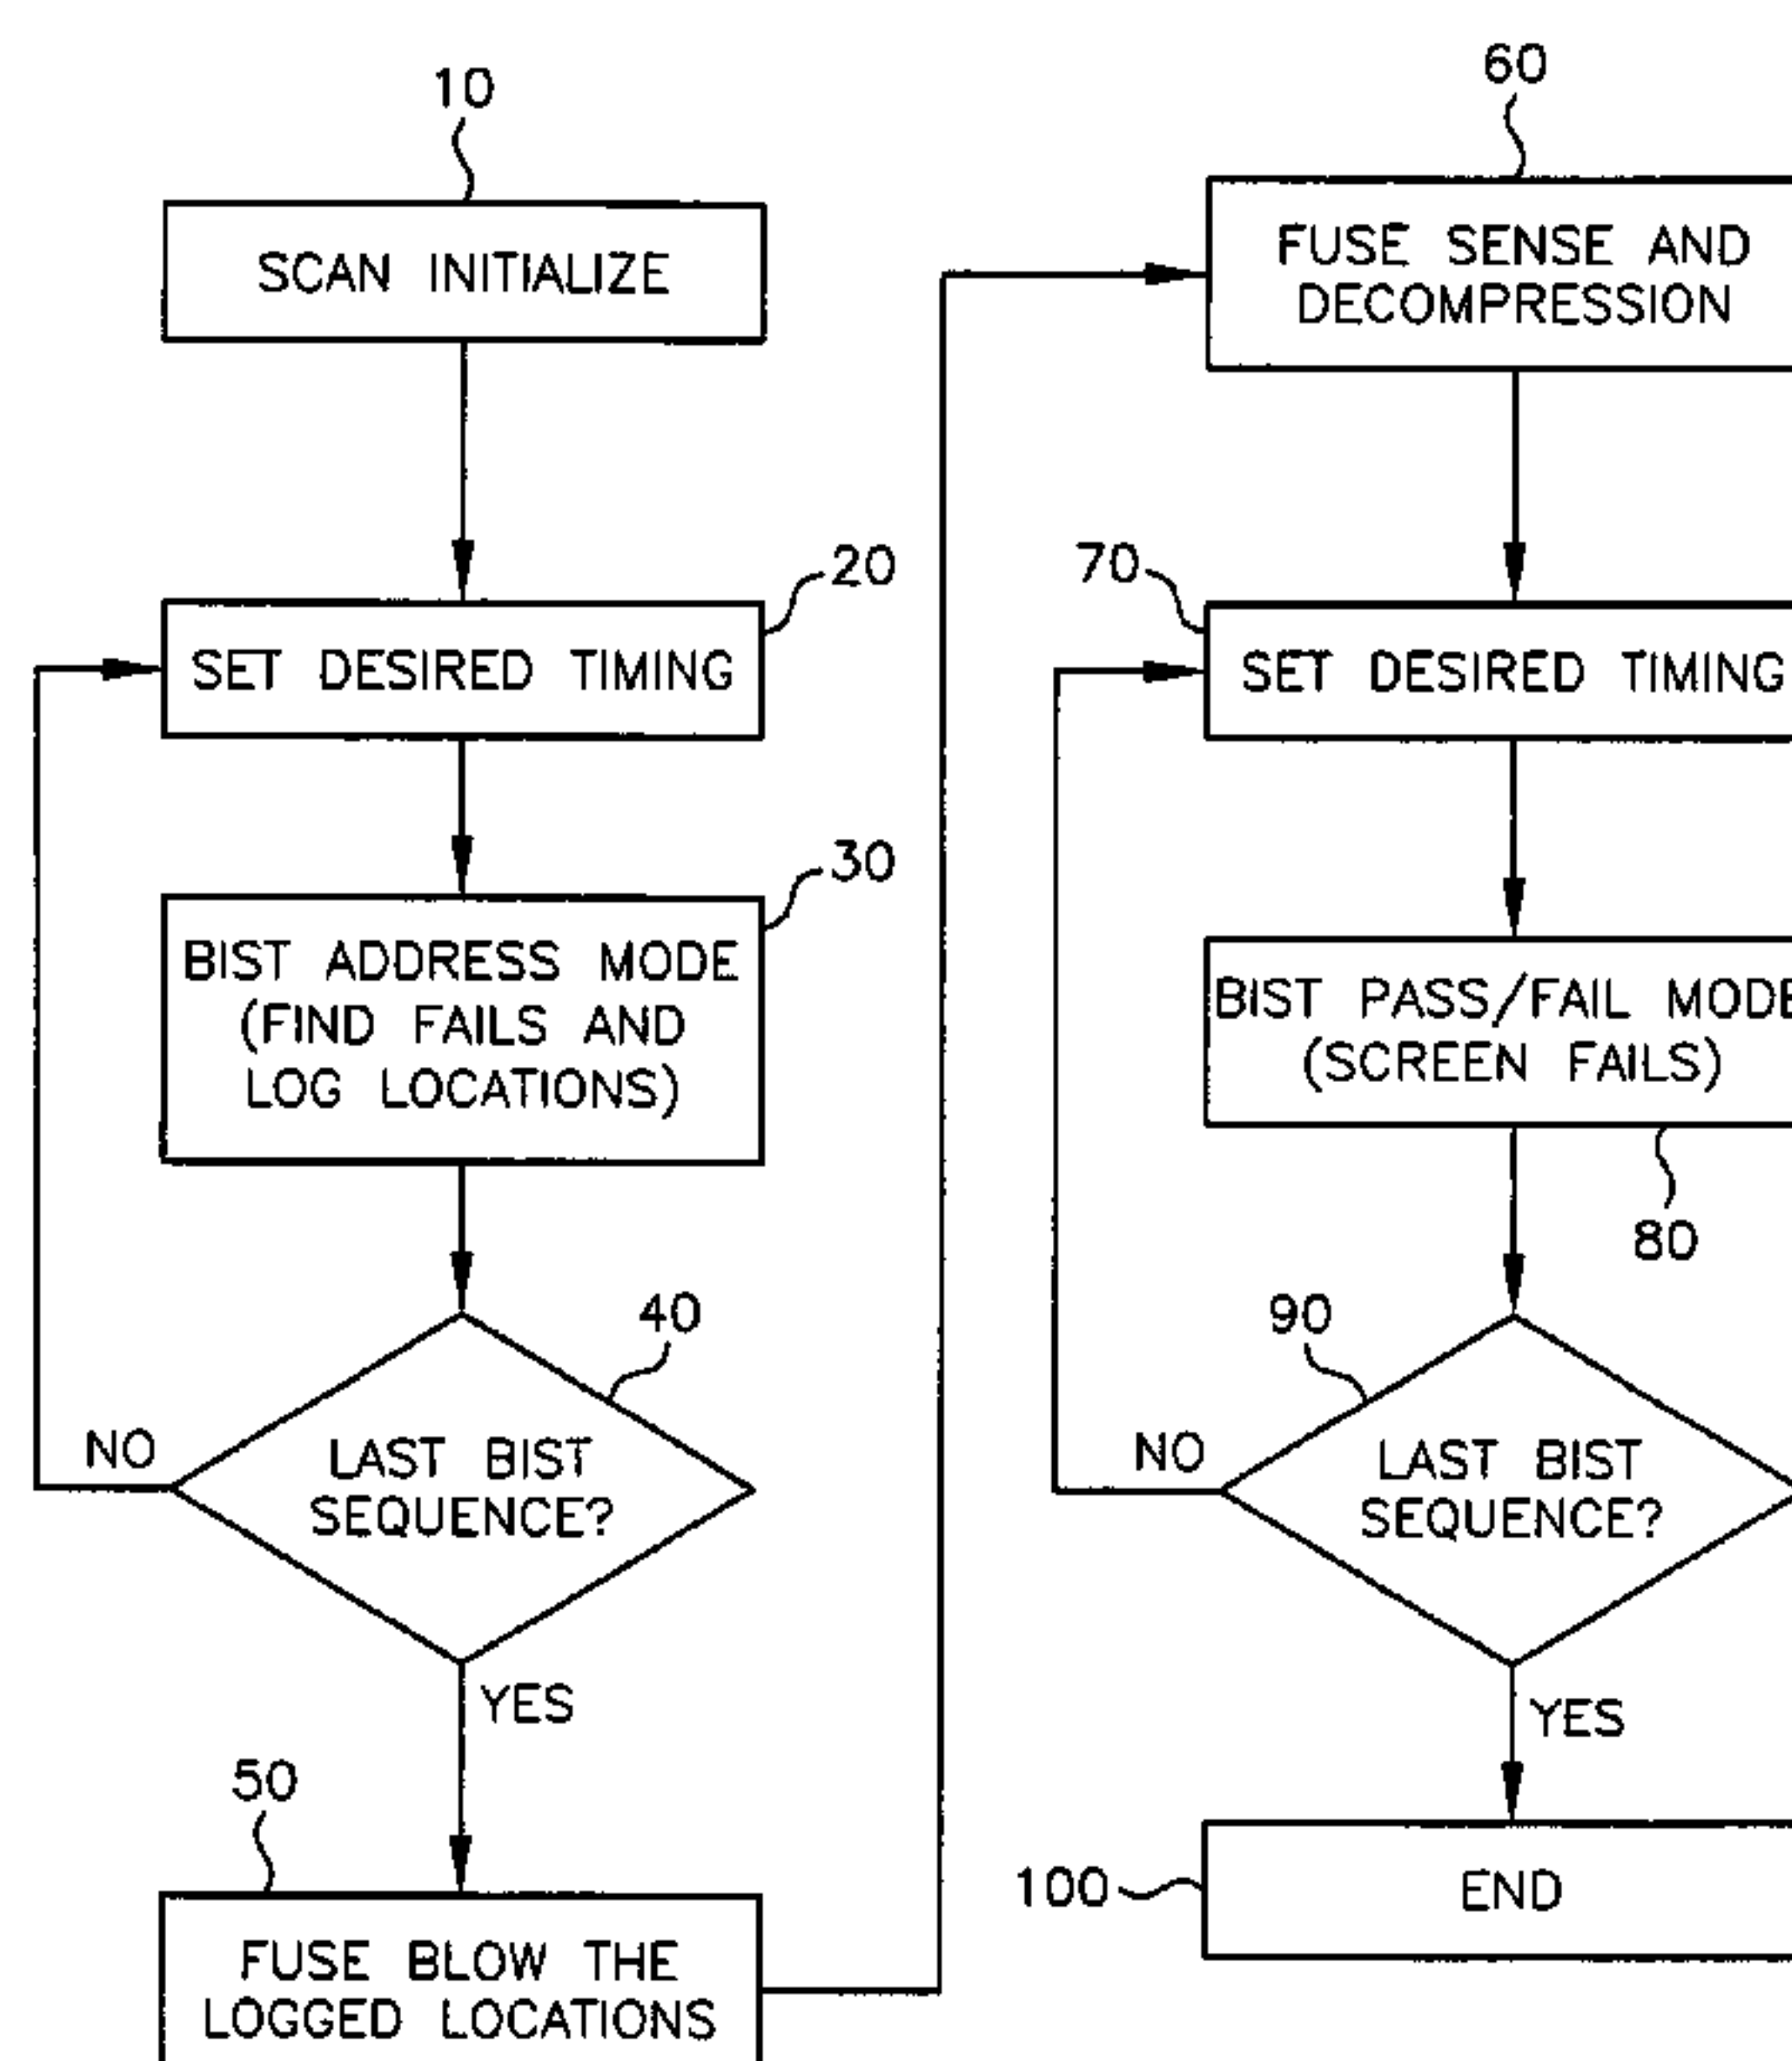 10
SCAN INITIALIZE
20
SET DESIRED TIMING
30
BIST ADDRESS MODE
(FIND FAILS AND
LOG LOCATIONS)
40
LAST BIST
SEQUENCE?
NO
YES
50
FUSE BLOW THE
LOGGED LOCATIONS
60
FUSE SENSE AND
DECOMPRESSION
70
SET DESIRED TIMING
BIST PASS/FAIL MODE
(SCREEN FAILS)
80
90
LAST BIST
SEQUENCE?
NO
YES
100
END